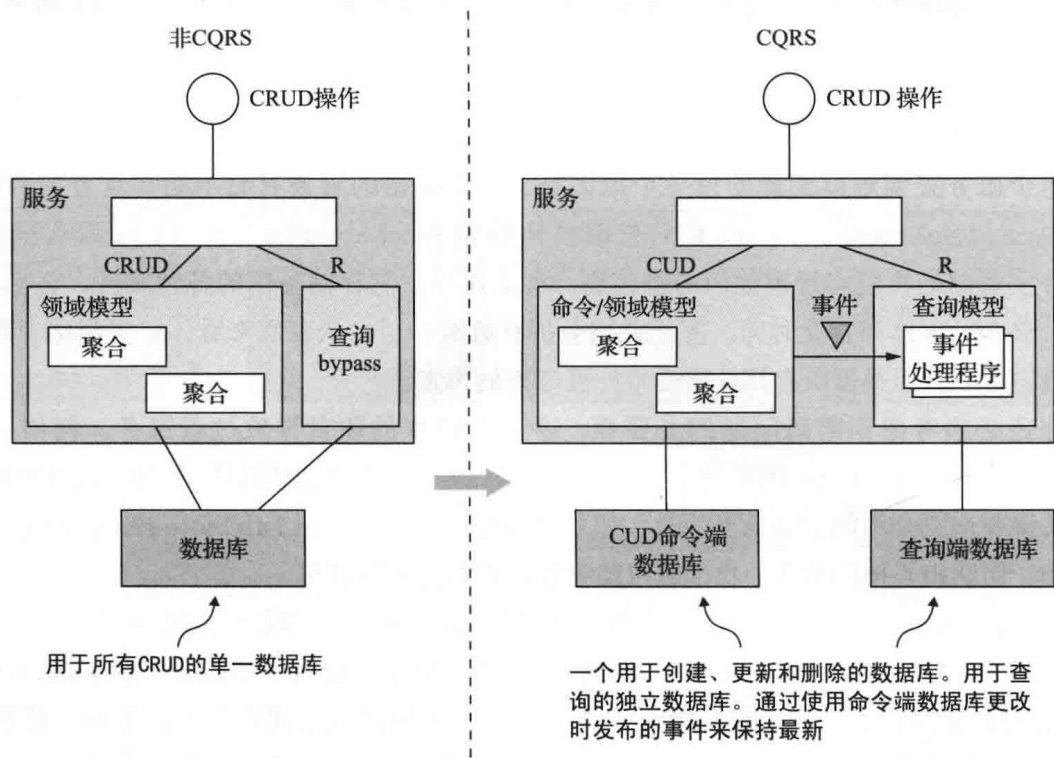 非CQRS
CRUD操作
服务
CRUD
R
领域模型
聚合
聚合
查询
bypass
数据库
用于所有CRUD的单一数据库
CQRS
CRUD 操作
服务
CUD
R
命令/领域模型
聚合
聚合
事件
查询模型
事件
处理程序
CUD命令端
数据库
查询端数据库
一个用于创建、更新和删除的数据库。用于查
询的独立数据库。通过使用命令端数据库更改
时发布的事件来保持最新